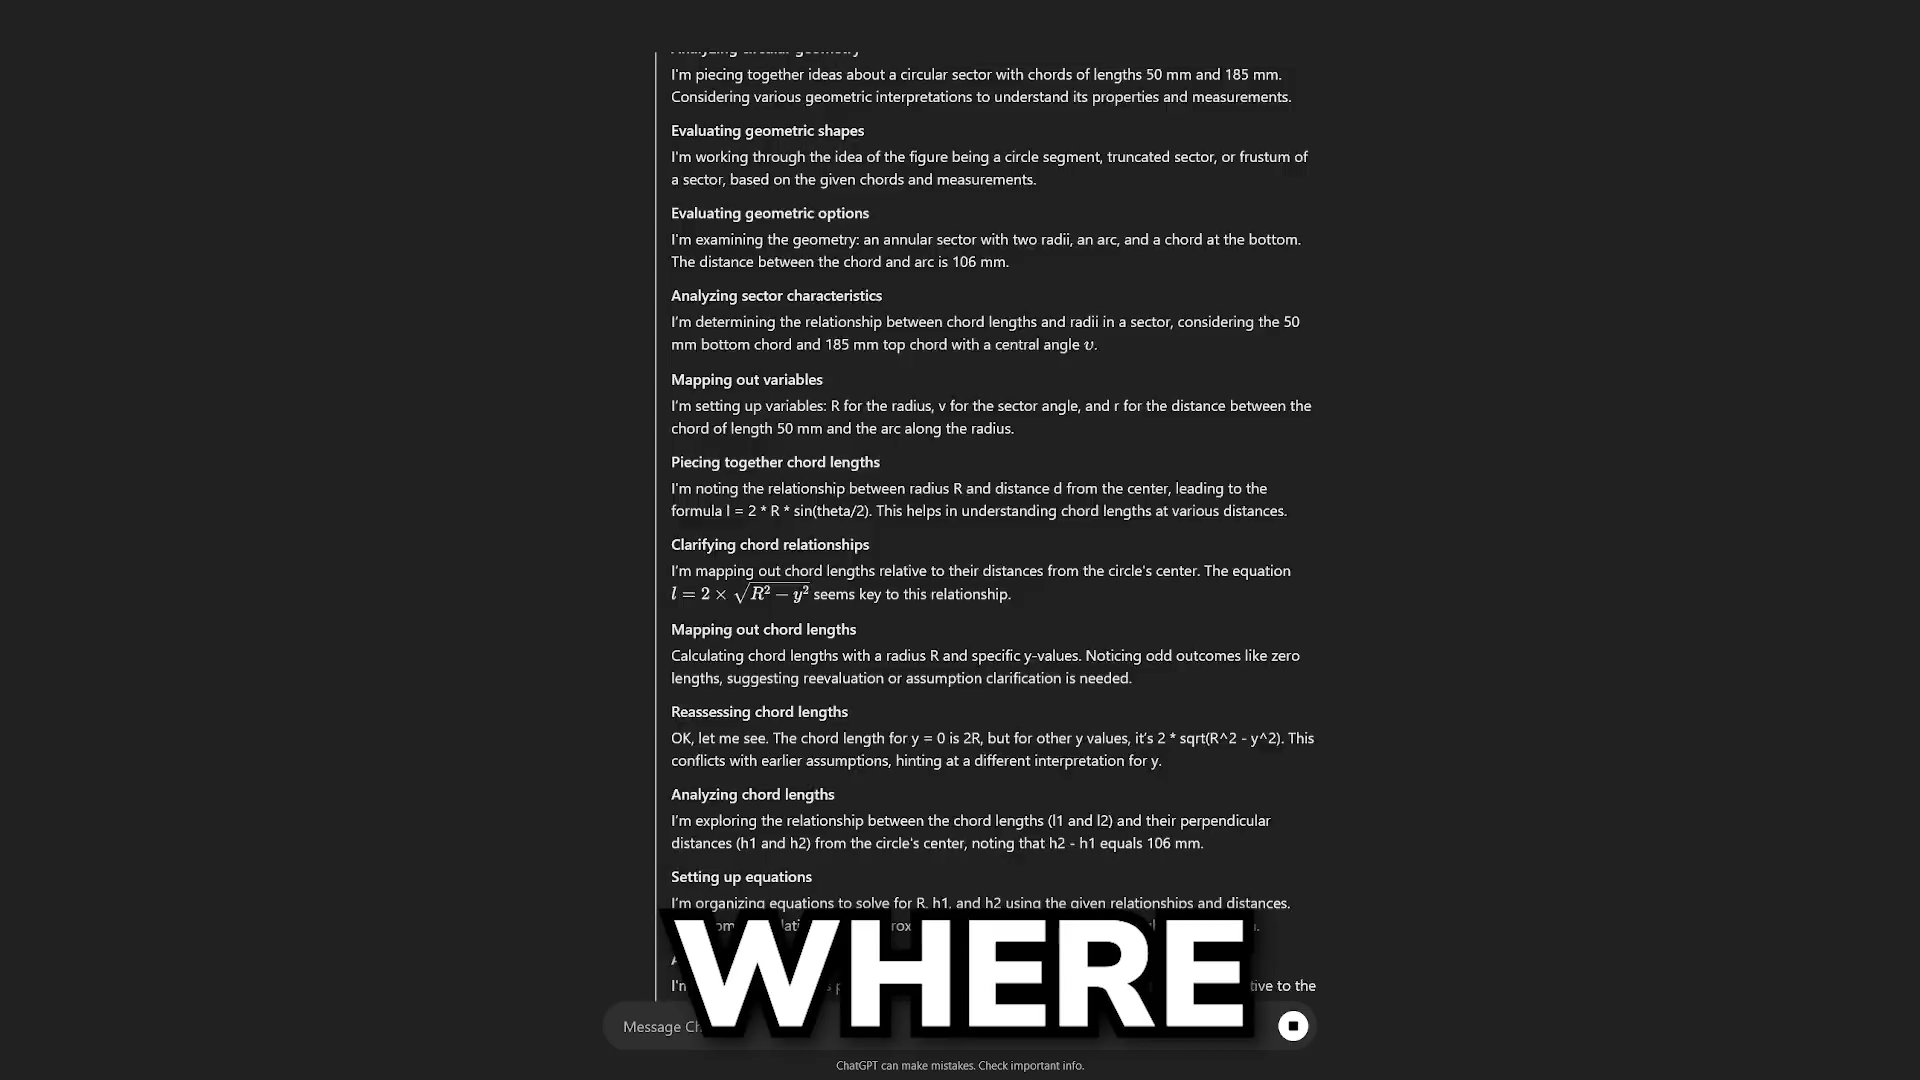 Analyzing circular geometry
I'm piecing together ideas about a circular sector with chords of lengths 50 mm and 185 mm.
Considering various geometric interpretations to understand its properties and measurements.
Evaluating geometric shapes
I'm working through the idea of the figure being a circle segment, truncated sector, or frustum of
a sector, based on the given chords and measurements.
Evaluating geometric options
I'm examining the geometry: an annular sector with two radii, an arc, and a chord at the bottom.
The distance between the chord and arc is 106 mm.
Analyzing sector characteristics
I’m determining the relationship between chord lengths and radii in a sector, considering the 50
mm bottom chord and 185 mm top chord with a central angle υ.
Mapping out variables
I’m setting up variables: R for the radius, v for the sector angle, and r for the distance between the
chord of length 50 mm and the arc along the radius.
Piecing together chord lengths
I'm noting the relationship between radius R and distance d from the center, leading to the
formula l = 2 * R * sin(theta/2). This helps in understanding chord lengths at various distances.
Clarifying chord relationships
I’m mapping out chord lengths relative to their distances from the circle's center. The equation
l = 2 × √R² − y² seems key to this relationship.
Mapping out chord lengths
Calculating chord lengths with a radius R and specific y-values. Noticing odd outcomes like zero
lengths, suggesting reevaluation or assumption clarification is needed.
Reassessing chord lengths
OK, let me see. The chord length for y = 0 is 2R, but for other y values, it’s 2 * sqrt(R^2 - y^2). This
conflicts with earlier assumptions, hinting at a different interpretation for y.
Analyzing chord lengths
I’m exploring the relationship between the chord lengths (l1 and l2) and their perpendicular
distances (h1 and h2) from the circle's center, noting that h2 - h1 equals 106 mm.
Setting up equations
I’m organizing equations to solve for R, h1, and h2 using the given relationships and distances.
to the
WHERE
Message
ChatGPT can make mistakes. Check important info.